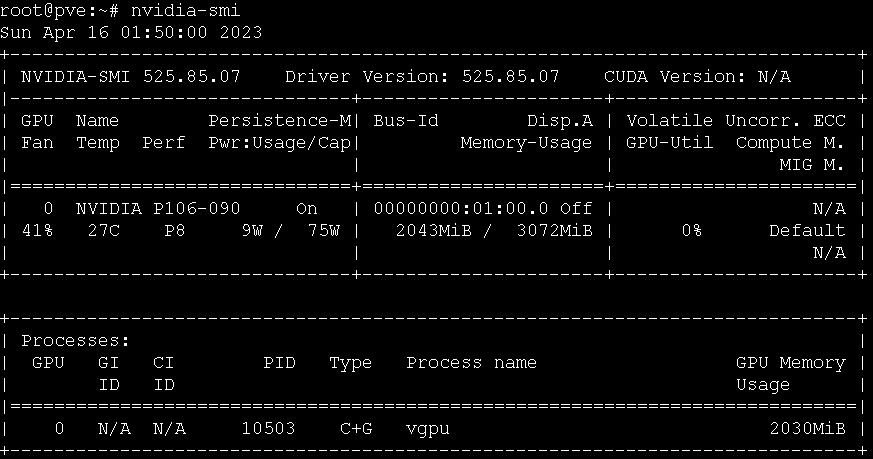 root@pve:~# nvidia-smi
Sun Apr 16 01:50:00 2023
+-----------------------------------------------------------------------------+
| NVIDIA-SMI 525.85.07    Driver Version: 525.85.07    CUDA Version: N/A      |
|-------------------------------+----------------------+----------------------+
| GPU  Name        Persistence-M| Bus-Id        Disp.A | Volatile Uncorr. ECC |
| Fan  Temp  Perf  Pwr:Usage/Cap|         Memory-Usage | GPU-Util  Compute M. |
|                               |                      |               MIG M. |
|===============================+======================+======================|
|   0  NVIDIA P106-090     On   | 00000000:01:00.0 Off |                  N/A |
| 41%   27C    P8     9W /  75W |   2043MiB /  3072MiB |      0%      Default |
|                               |                      |                  N/A |
+-------------------------------+----------------------+----------------------+

+-----------------------------------------------------------------------------+
| Processes:                                                                  |
|  GPU   GI   CI        PID   Type   Process name                  GPU Memory |
|        ID   ID                                                   Usage      |
|=============================================================================|
|    0   N/A  N/A     10503    C+G   vgpu                             2030MiB |
+-----------------------------------------------------------------------------+